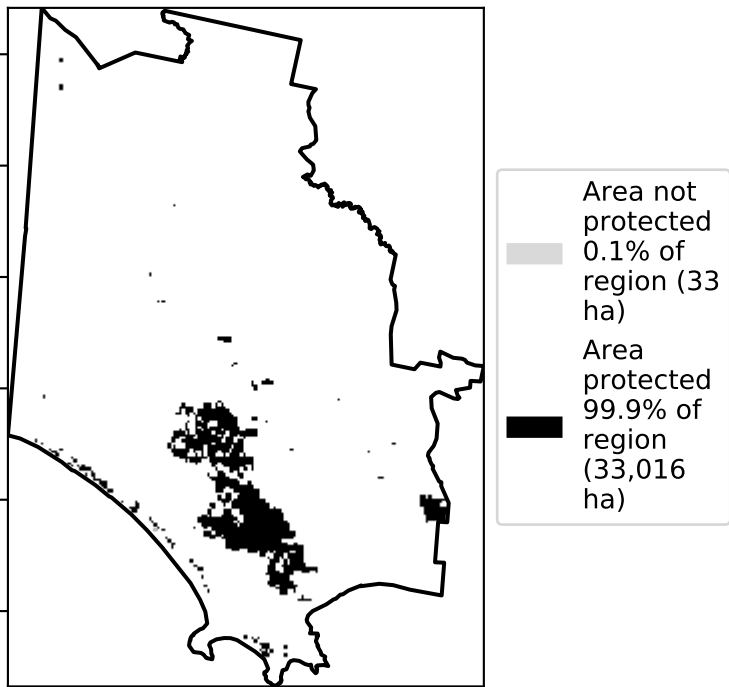 Area not
protected
0.1% of
region (33
ha)
Area
protected
99.9% of
region
(33,016
ha)